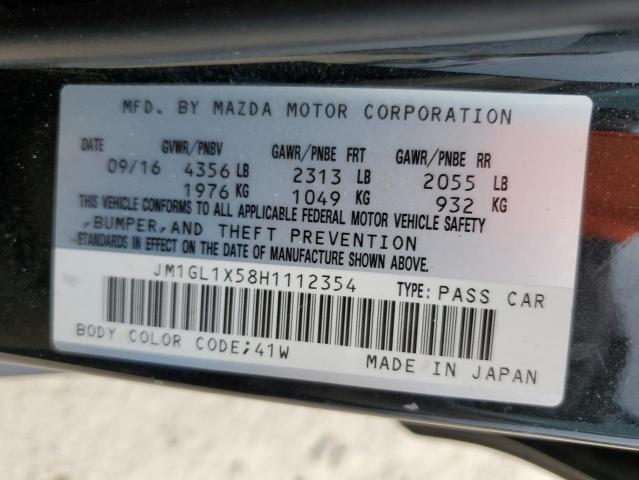 MFD. BY MAZDA MOTOR CORPORATION
DATE GVWR/PNBV GAWR/PNBE FRT GAWR/PNBE RR
09/16 4356 LB 2313 LB 2055 LB
1976 KG 1049 KG 932 KG
THIS VEHICLE CONFORMS TO ALL APPLICABLE FEDERAL MOTOR VEHICLE SAFETY
,BUMPER,AND THEFT PREVENTION
STANDARDS IN EFFECT ON THE DATE OF MANUFACTURE SHOWN ABOVE.
JM1GL1X58H1112354 TYPE: PASS CAR
BODY COLOR CODE;41W MADE IN JAPAN